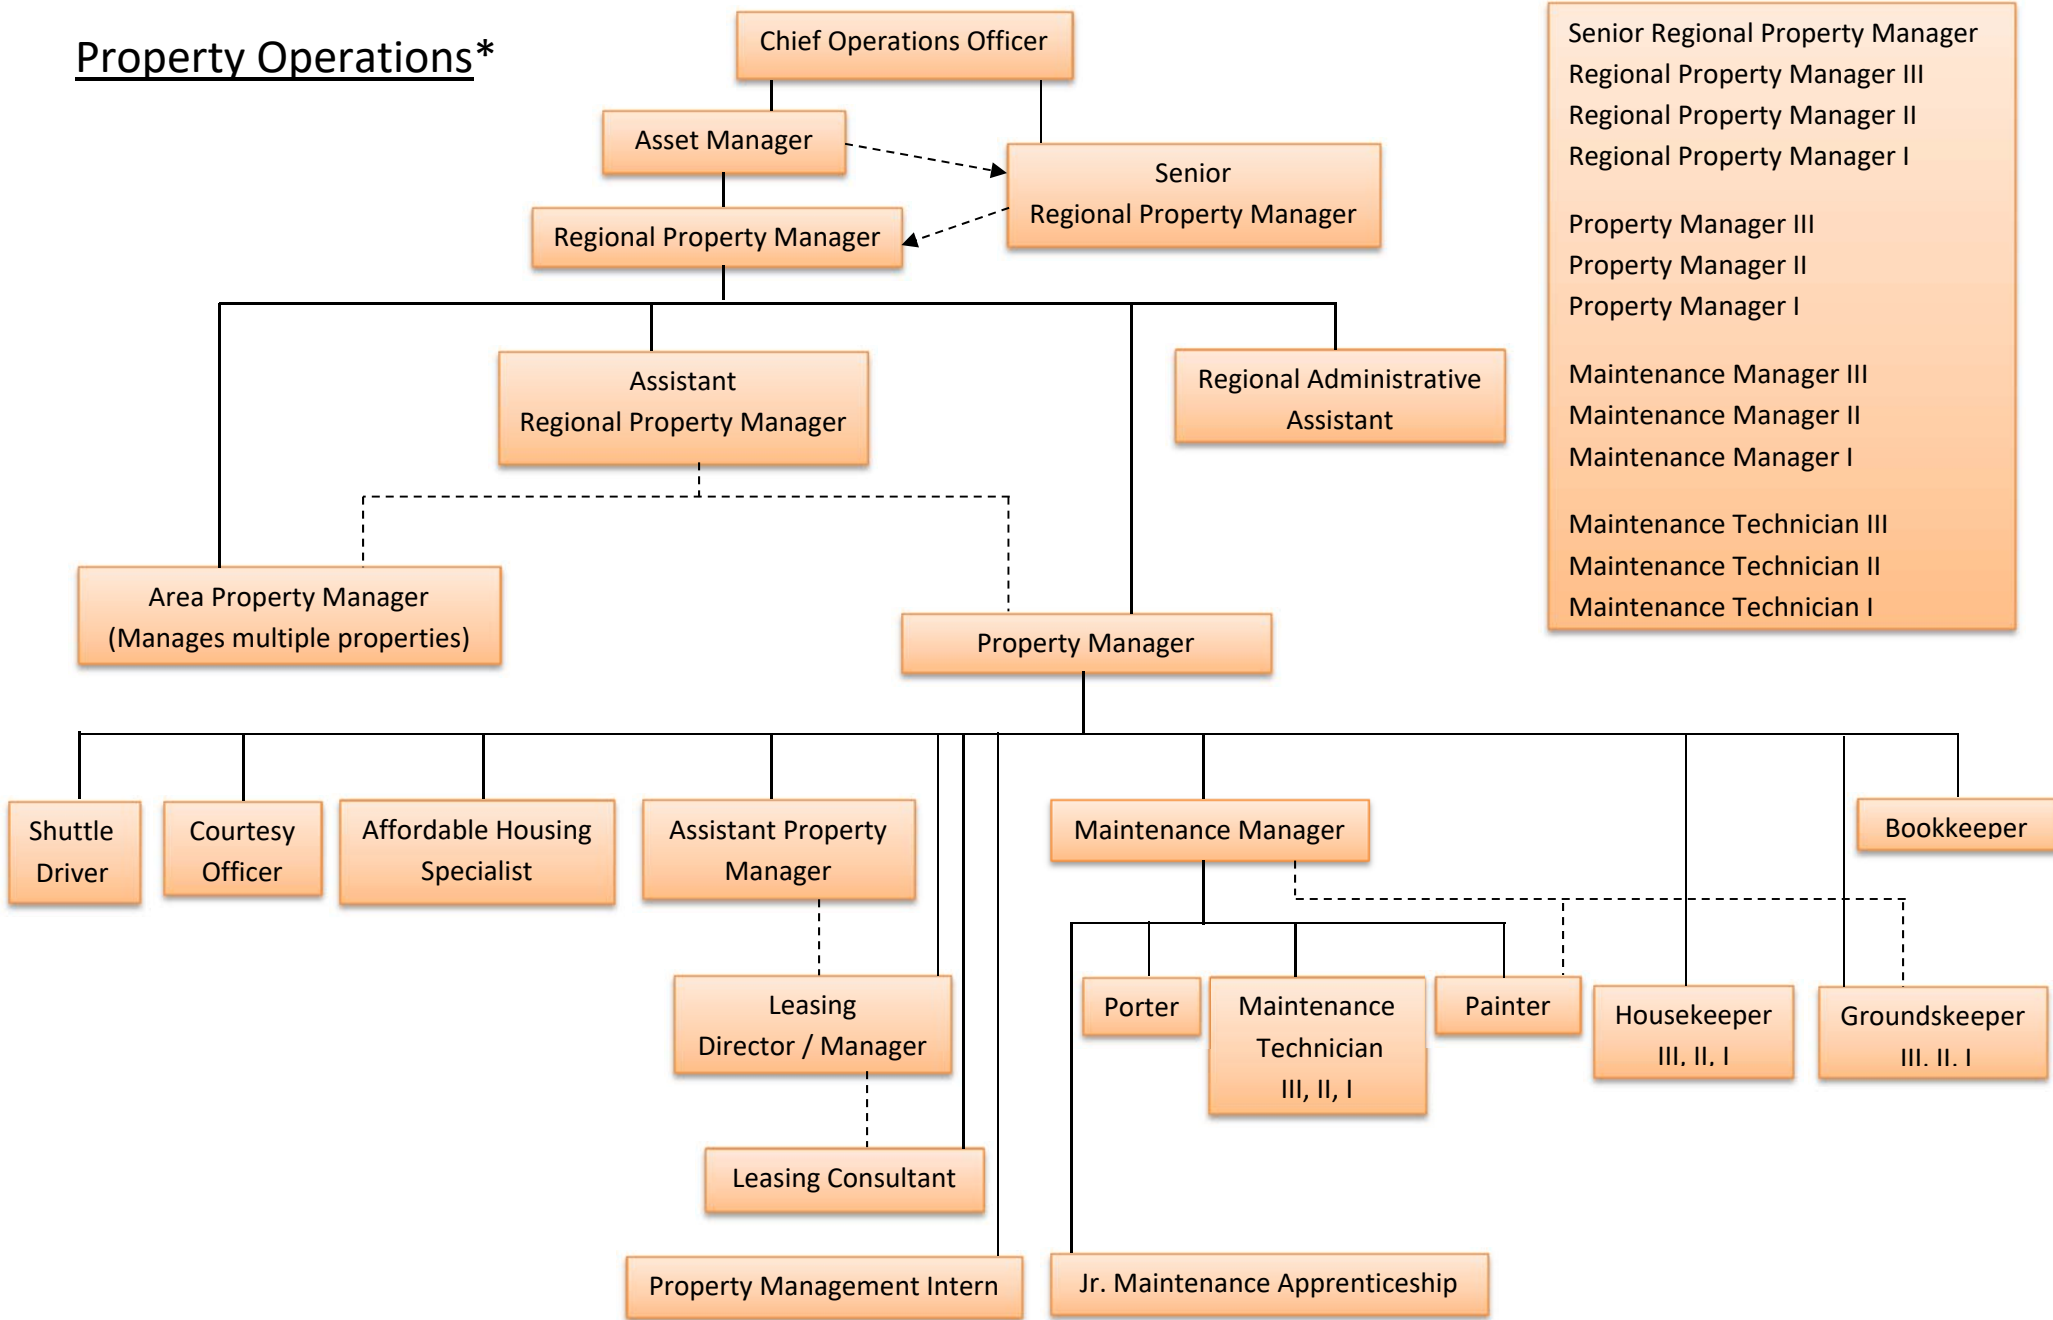 Property Operations*
Chief Operations Officer
Asset Manager
Senior
Regional Property Manager
Regional Property Manager
Assistant
Regional Property Manager
Regional Administrative
Assistant
Area Property Manager
(Manages multiple properties)
Property Manager
Shuttle
Driver
Courtesy
Officer
Affordable Housing
Specialist
Assistant Property
Manager
Maintenance Manager
Bookkeeper
Leasing
Director / Manager
Porter
Maintenance
Technician
III, II, I
Painter
Housekeeper
III, II, I
Groundskeeper
III. II. I
Leasing Consultant
Property Management Intern
Jr. Maintenance Apprenticeship
Senior Regional Property Manager
Regional Property Manager III
Regional Property Manager II
Regional Property Manager I
Property Manager III
Property Manager II
Property Manager I
Maintenance Manager III
Maintenance Manager II
Maintenance Manager I
Maintenance Technician III
Maintenance Technician II
Maintenance Technician I